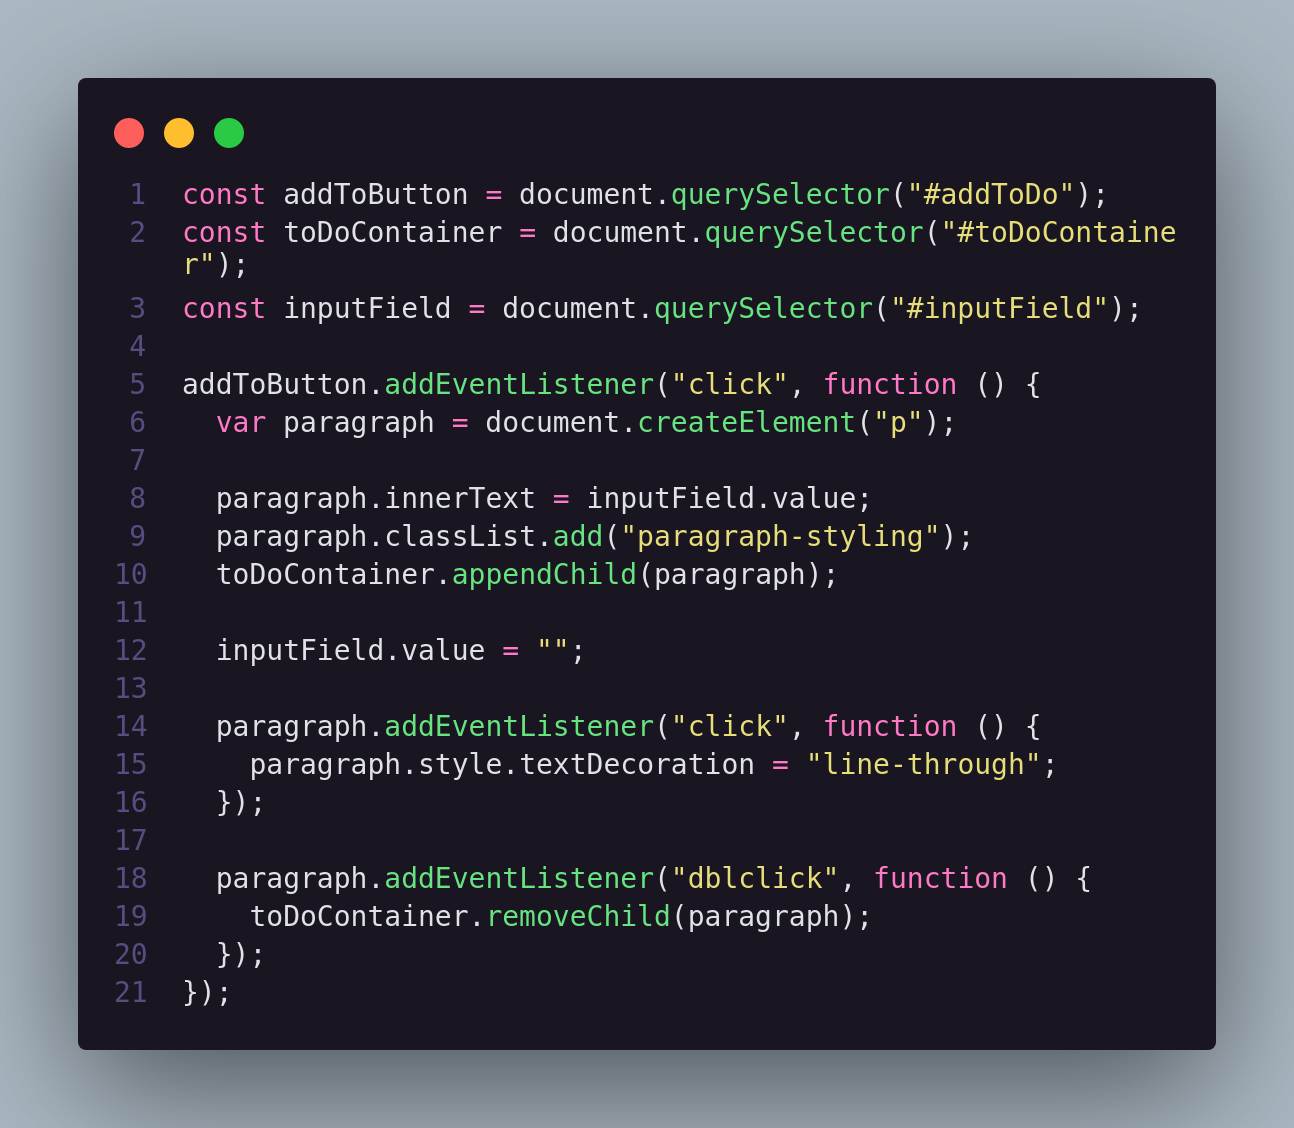 1 const addToButton = document.querySelector("#addToDo");
2 const toDoContainer = document.querySelector("#toDoContaine
r");
3 const inputField = document.querySelector("#inputField");
4
5 addToButton.addEventListener("click", function () {
6   var paragraph = document.createElement("p");
7
8   paragraph.innerText = inputField.value;
9   paragraph.classList.add("paragraph-styling");
10   toDoContainer.appendChild(paragraph);
11
12   inputField.value = "";
13
14   paragraph.addEventListener("click", function () {
15     paragraph.style.textDecoration = "line-through";
16   });
17
18   paragraph.addEventListener("dblclick", function () {
19     toDoContainer.removeChild(paragraph);
20   });
21 });